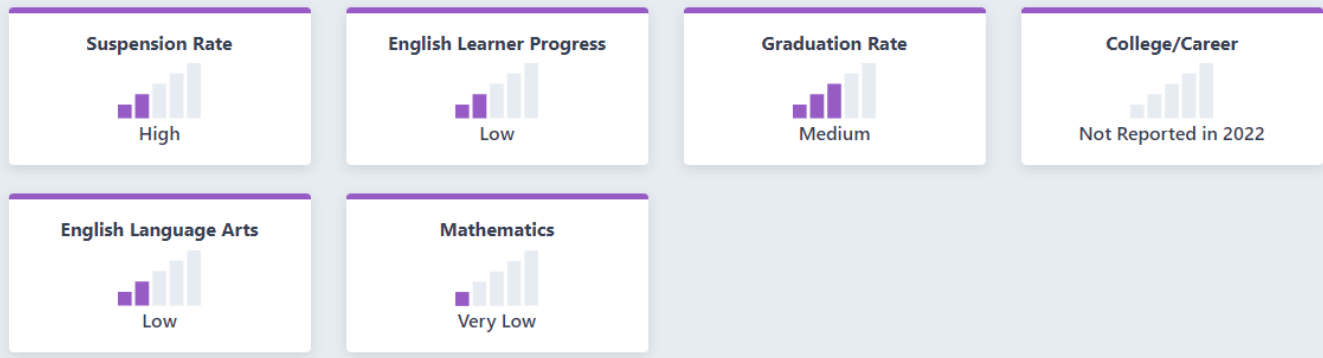 Suspension Rate
High
English Learner Progress
Low
Graduation Rate
Medium
College/Career
Not Reported in 2022
English Language Arts
Low
Mathematics
Very Low